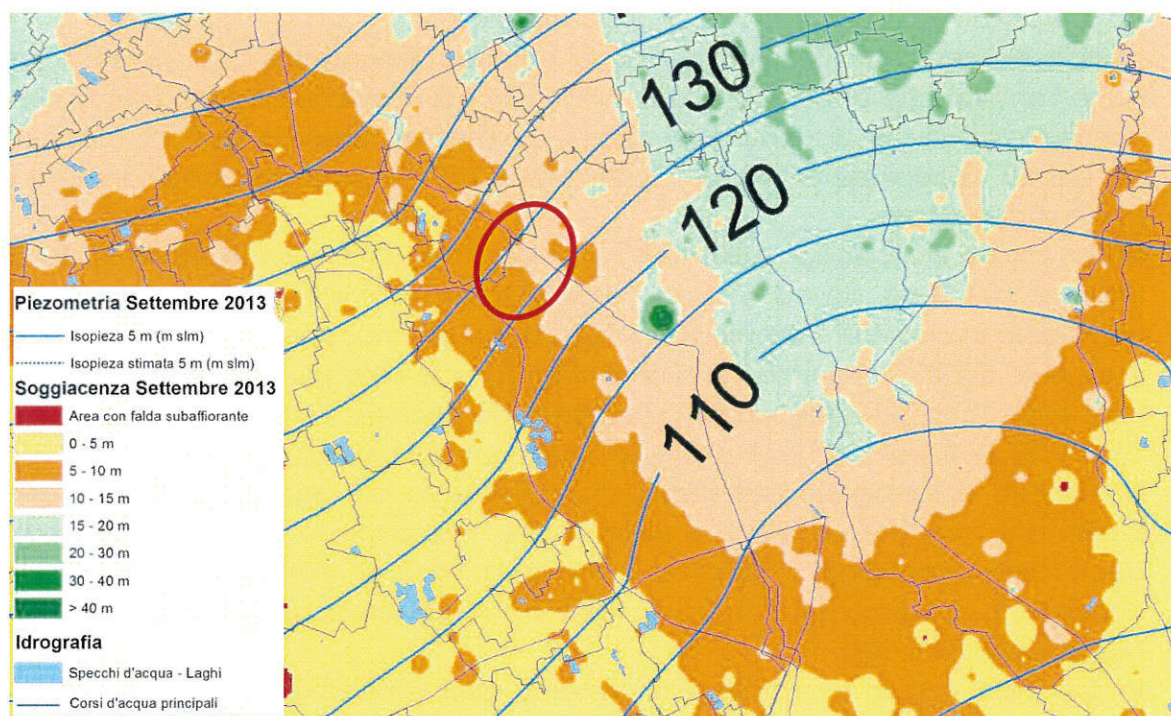 130
120
110
Piezometria Settembre 2013
Isopieza 5 m (m slm)
Isopieza stimata 5 m (m slm)
Soggiacenza Settembre 2013
Area con falda subaffiorante
0 - 5 m
5 - 10 m
10 - 15 m
15 - 20 m
20 - 30 m
30 - 40 m
> 40 m
Idrografia
Specchi d'acqua - Laghi
Corsi d'acqua principali